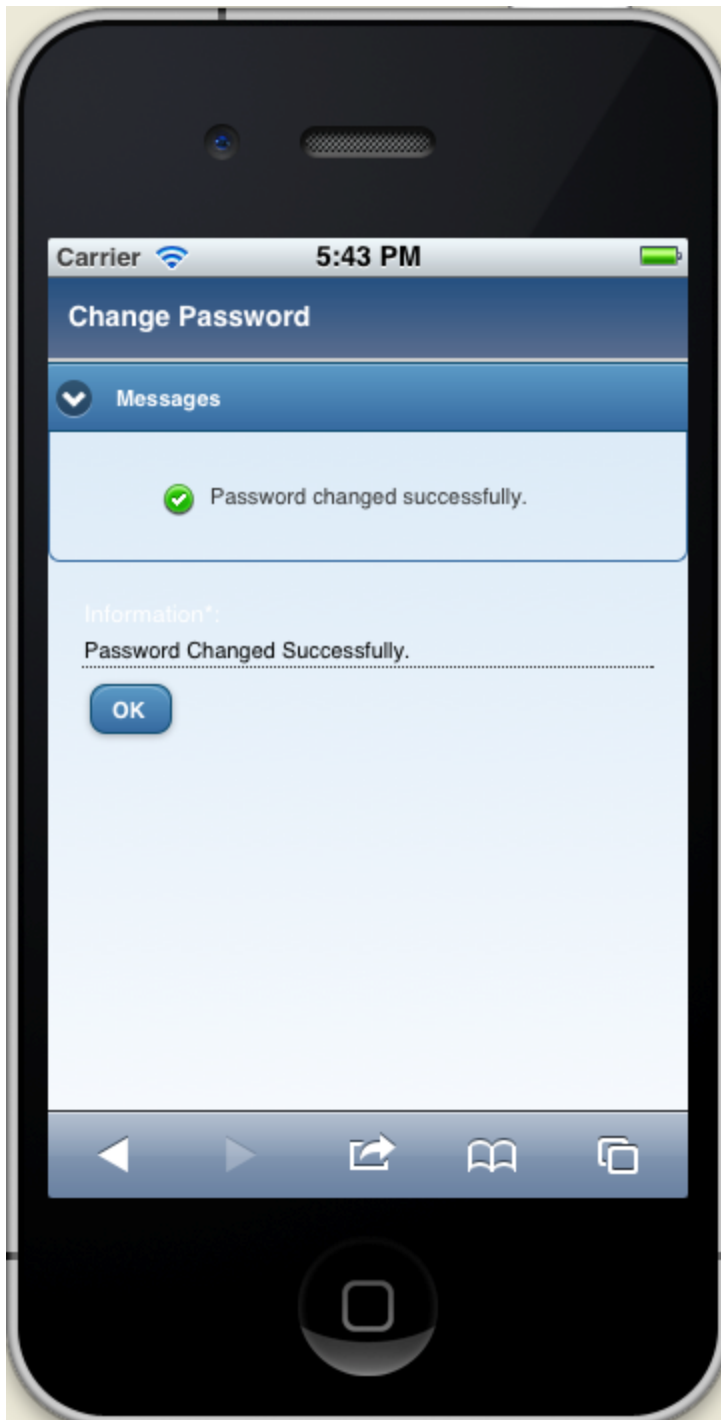 Carrier 5:43 PM
Change Password
Messages
Password changed successfully.
Information*:
Password Changed Successfully.
OK